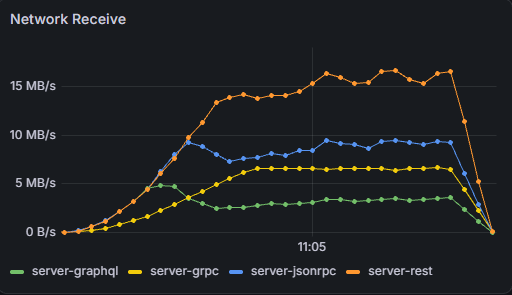 Network Receive
15 MB/s
10 MB/s
5 MB/s
0 B/s
11:05
server-graphql server-grpc server-jsonrpc server-rest